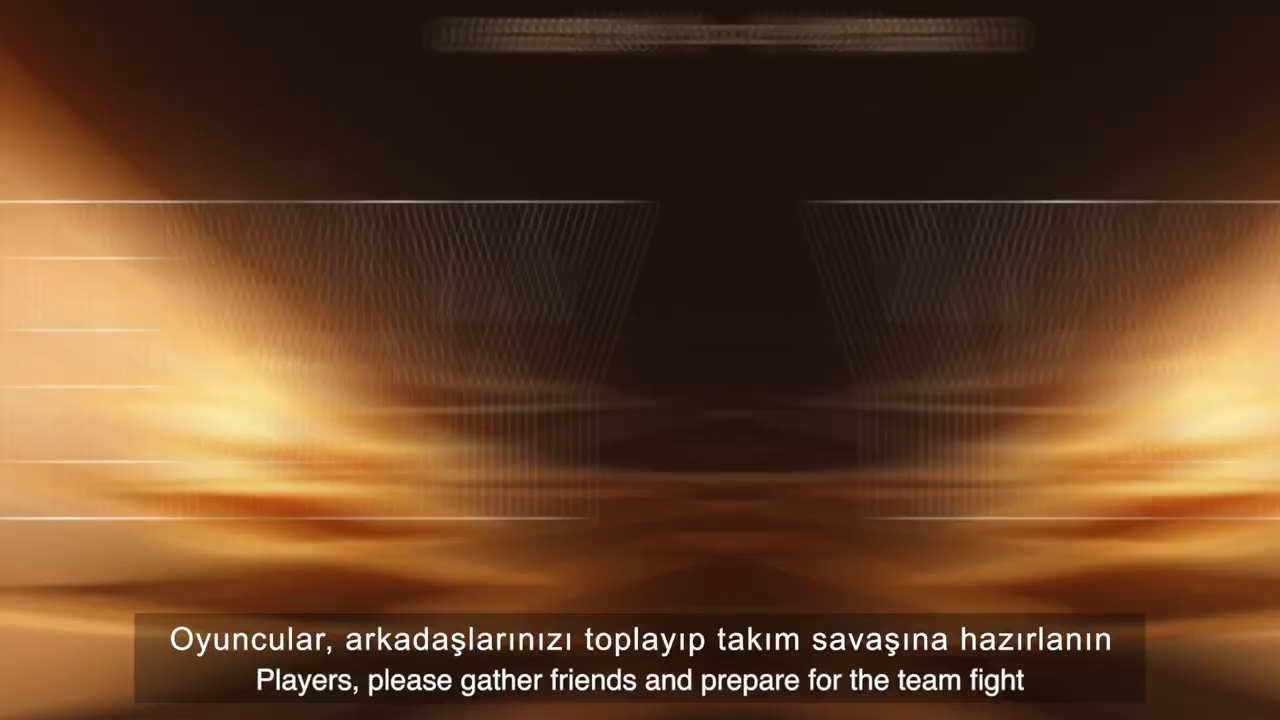 Oyuncular, arkadaşlarınızı toplayıp takım savaşına hazırlanın
Players, please gather friends and prepare for the team fight